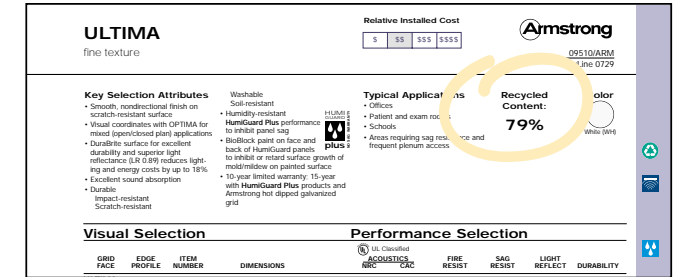 ULTIMA
fine texture
Relative Installed Cost
$ $$ $$$ $$$$
Armstrong
09510/ARM
Line 0729
Key Selection Attributes
• Smooth, nondirectional finish on
scratch-resistant surface
• Visual coordinates with OPTIMA for
mixed (open/closed plan) applications
• DuraBrite surface for excellent
durability and superior light
reflectance (LR 0.89) reduces light-
ing and energy costs by up to 18%
• Excellent sound absorption
• Durable
Impact-resistant
Scratch-resistant
Washable
Soil-resistant
• Humidity-resistant
HumiGuard Plus performance
to inhibit panel sag
• BioBlock paint on face and
back of HumiGuard panels
to inhibit or retard surface growth of
mold/mildew on painted surface
• 10-year limited warranty; 15-year
with HumiGuard Plus products and
Armstrong hot dipped galvanized
grid
HUMI
GUARD
plus
Typical Applications
• Offices
• Patient and exam rooms
• Schools
• Areas requiring sag resistance and
frequent plenum access
Recycled
Content:
79%
Color
White (WH)
Visual Selection
GRID
FACE
EDGE
PROFILE
ITEM
NUMBER
DIMENSIONS
Performance Selection
UL Classified
ACOUSTICS
NRC CAC
FIRE
RESIST
SAG
RESIST
LIGHT
REFLECT
DURABILITY